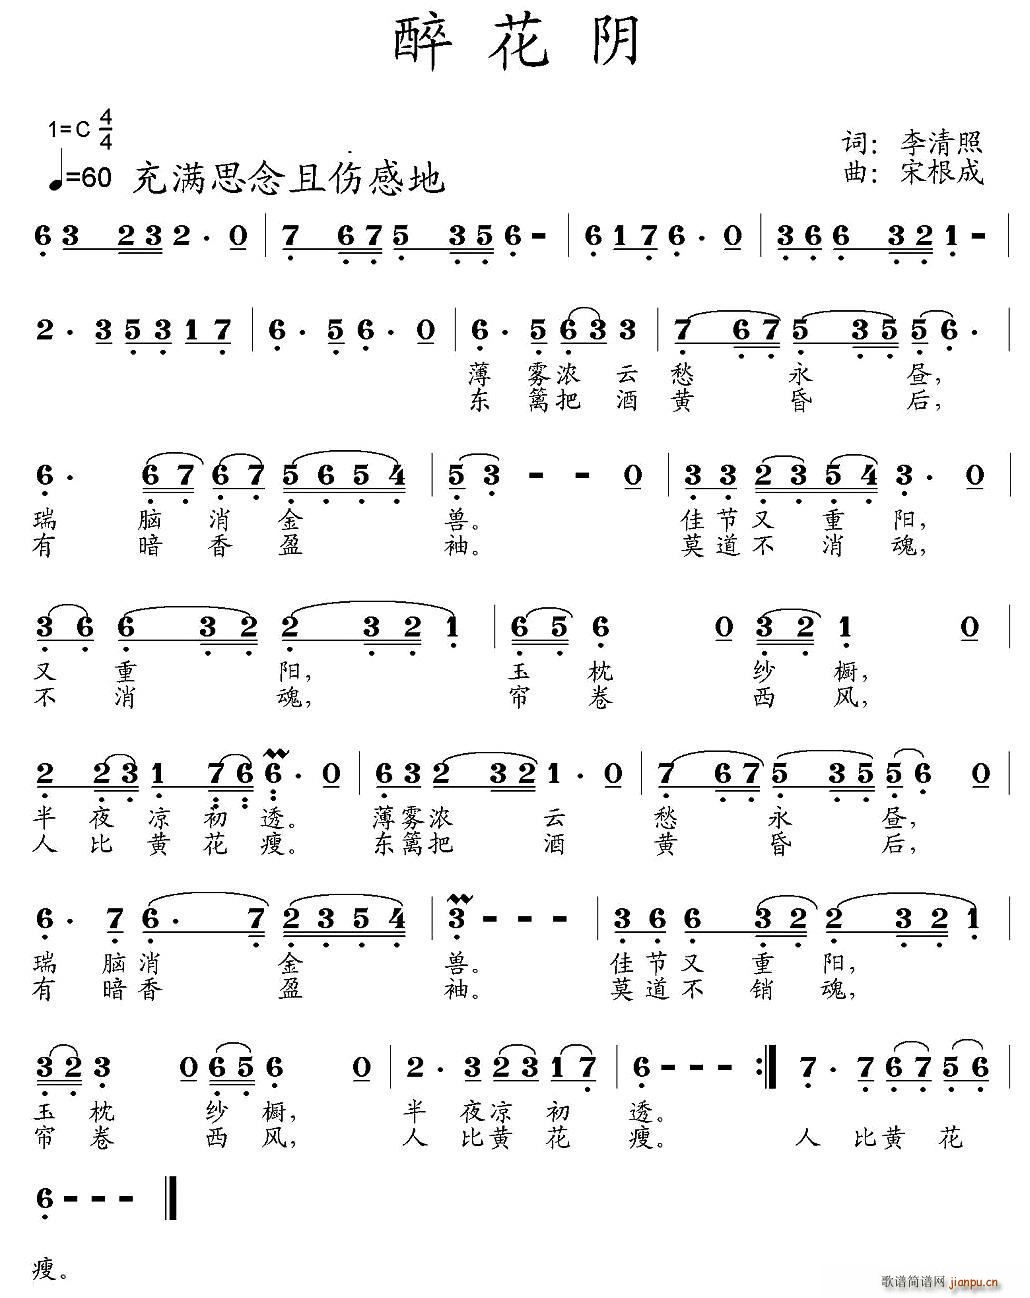 醉花阴
1=C 4/4
词：李清照
♩=60 充满思念且伤感地
曲：宋根成
6 3 2 3 2 · 0 | 7 6 7 5 3 5 6 - | 6 1 7 6 · 0 | 3 6 6 3 2 1 - |
2 · 3 5 3 1 7 | 6 · 5 6 · 0 | 6 · 5 6 3 3 | 7 6 7 5 3 5 5 6 · |
薄 雾 浓 云 愁 永 昼，
东 篱 把 酒 黄 昏 后，
6 · 6 7 6 7 5 6 5 4 | 5 3 - - 0 | 3 3 2 3 5 4 3 · 0 |
瑞 脑 消 金 兽。 佳 节 又 重 阳，
有 暗 香 盈 袖。 莫 道 不 消 魂，
3 6 6 3 2 2 3 2 1 | 6 5 6 0 3 2 1 0 |
又 重 阳， 玉 枕 纱 橱，
不 消 魂， 帘 卷 西 风，
2 2 3 1 7 6 6 · 0 | 6 3 2 3 2 1 · 0 | 7 6 7 5 3 5 5 6 0 |
半 夜 凉 初 透。 薄 雾 浓 云 愁 永 昼，
人 比 黄 花 瘦。 东 篱 把 酒 黄 昏 后，
6 · 7 6 · 7 2 3 5 4 | 3 - - - | 3 6 6 3 2 2 3 2 1 |
瑞 脑 消 金 兽。 佳 节 又 重 阳，
有 暗 香 盈 袖。 莫 道 不 销 魂，
3 2 3 0 6 5 6 0 | 2 · 3 2 3 1 7 | 6 - - - :| 7 · 7 6 7 5 6 |
玉 枕 纱 橱， 半 夜 凉 初 透。
帘 卷 西 风， 人 比 黄 花 瘦。 人 比 黄 花
6 - - - ‖
瘦。
歌谱简谱网 jianpu.cn